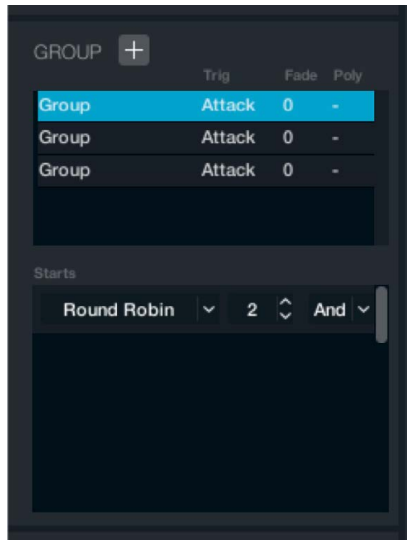 GROUP +
Trig Fade Poly
Group Attack 0 -
Group Attack 0 -
Group Attack 0 -
Starts
Round Robin 2 And